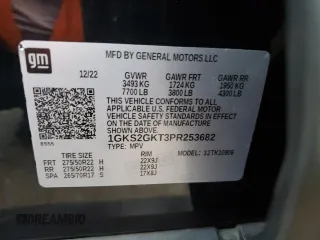 gm
MFD BY GENERAL MOTORS LLC
12/22 GVWR GAWR FRT GAWR RR
3493 KG 1724 KG 1950 KG
7700 LB 3800 LB 4300 LB
THIS VEHICLE CONFORMS TO ALL
APPLICABLE U.S. FEDERAL MOTOR
VEHICLE SAFETY AND THEFT
PREVENTION STANDARDS IN EFFECT
ON THE DATE OF MANUFACTURE
SHOWN ABOVE.
1GKS2GKT3PR253682
TYPE: MPV
TIRE SIZE RIM
FRT 275/50R22 H 22X9J
RR 275/50R22 H 22X9J
SPA 265/70R17 S 17X8J